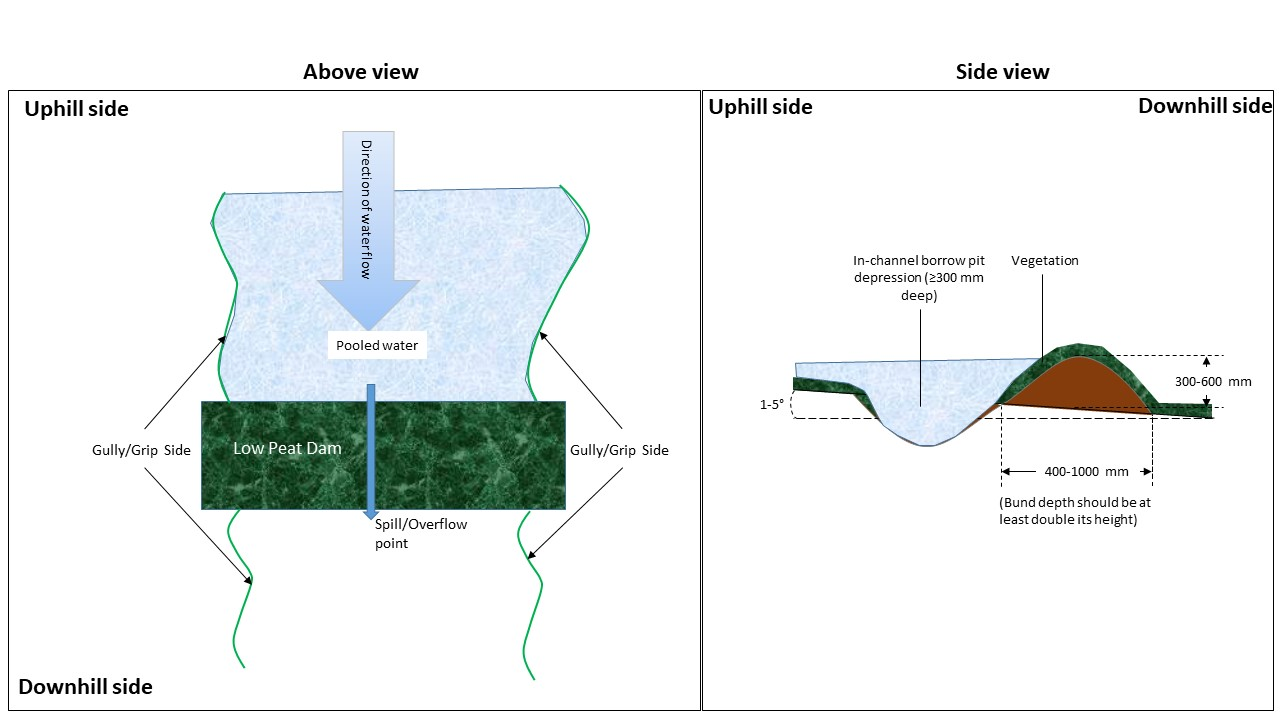 Above view
Uphill side
Direction of water flow
Pooled water
Gully/Grip Side
Low Peat Dam
Gully/Grip Side
Spill/Overflow
point
Downhill side
Side view
Uphill side
Downhill side
In-channel borrow pit
depression (≥300 mm
deep)
Vegetation
1-5°
300-600 mm
400-1000 mm
(Bund depth should be at
least double its height)